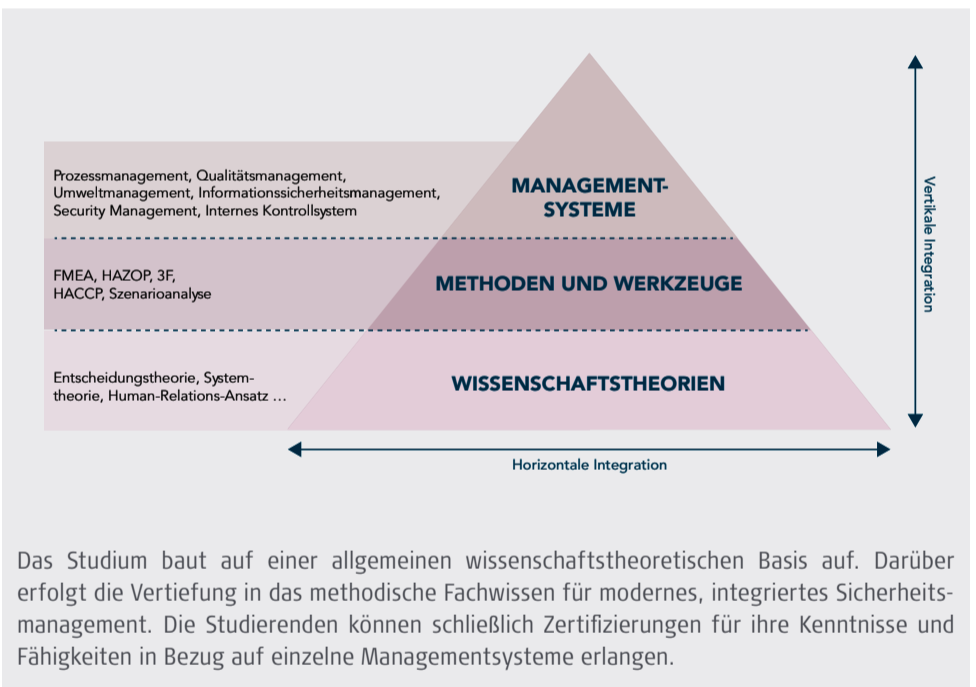 Prozessmanagement, Qualitätsmanagement,
Umweltmanagement, Informationssicherheitsmanagement,
Security Management, Internes Kontrollsystem
MANAGEMENT-
SYSTEME
FMEA, HAZOP, 3F,
HACCP, Szenarioanalyse
METHODEN UND WERKZEUGE
Entscheidungstheorie, System-
theorie, Human-Relations-Ansatz ...
WISSENSCHAFTSTHEORIEN
Vertikale Integration
Horizontale Integration
Das Studium baut auf einer allgemeinen wissenschaftstheoretischen Basis auf. Darüber
erfolgt die Vertiefung in das methodische Fachwissen für modernes, integriertes Sicherheits-
management. Die Studierenden können schließlich Zertifizierungen für ihre Kenntnisse und
Fähigkeiten in Bezug auf einzelne Managementsysteme erlangen.